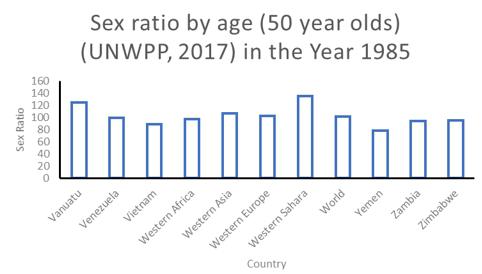 Sex ratio by age (50 year olds)
(UNWPP, 2017) in the Year 1985
Sex Ratio
160
140
120
100
80
60
40
20
0
Vanuatu
Venezuela
Vietnam
Western Africa
Western Asia
Western Europe
Western Sahara
World
Yemen
Zambia
Zimbabwe
Country